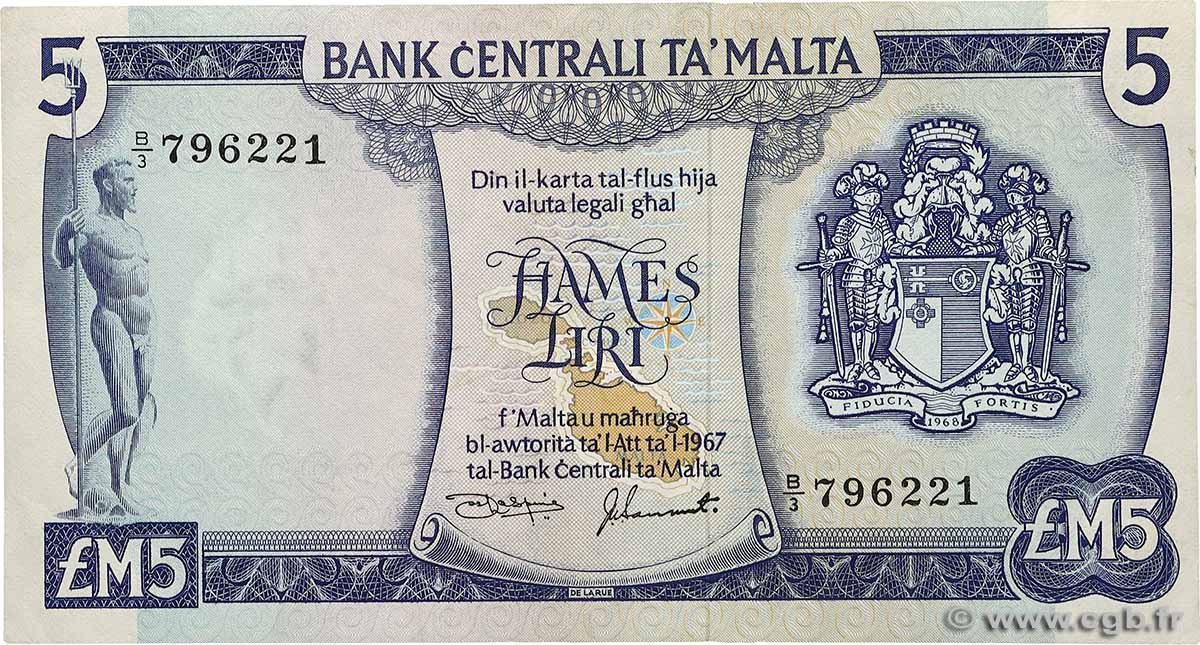 5
BANK ĊENTRALI TA' MALTA
5
B/3 796221
Din il-karta tal-flus hija
valuta legali għal
ĦAMES
LIRI
f'Malta u maħruga
bl-awtorità ta' l-Att ta' l-1967
tal-Bank Ċentrali ta' Malta
FIDUCIA FORTIS
1968
B/3 796221
£M5
£M5
DE LA RUE
© www.cgb.fr